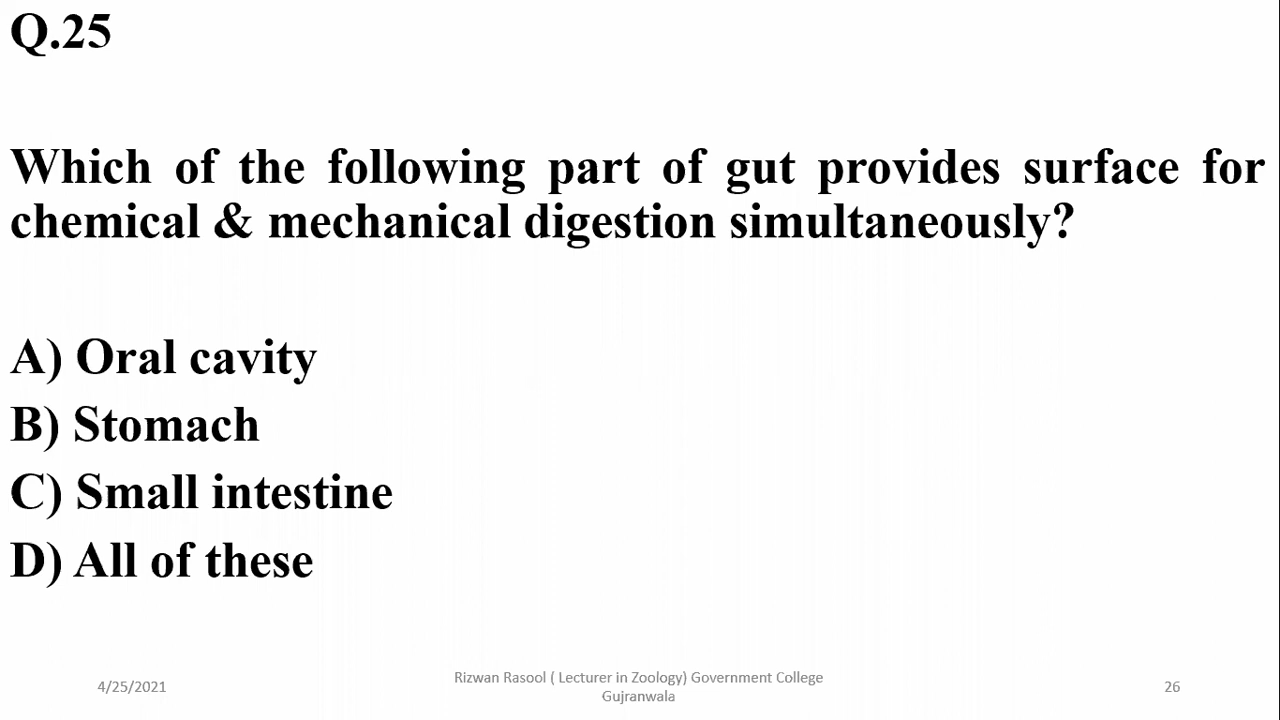 Q.25
Which of the following part of gut provides surface for
chemical & mechanical digestion simultaneously?
A) Oral cavity
B) Stomach
C) Small intestine
D) All of these
4/25/2021
Rizwan Rasool ( Lecturer in Zoology) Government College
Gujranwala
26